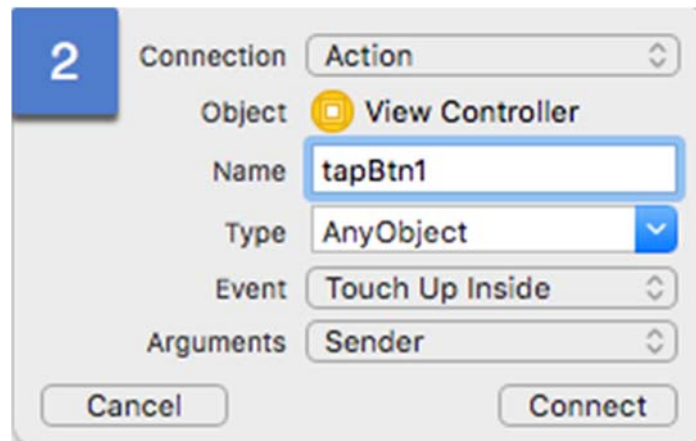 2
Connection Action
Object View Controller
Name tapBtn1
Type AnyObject
Event Touch Up Inside
Arguments Sender
Cancel Connect